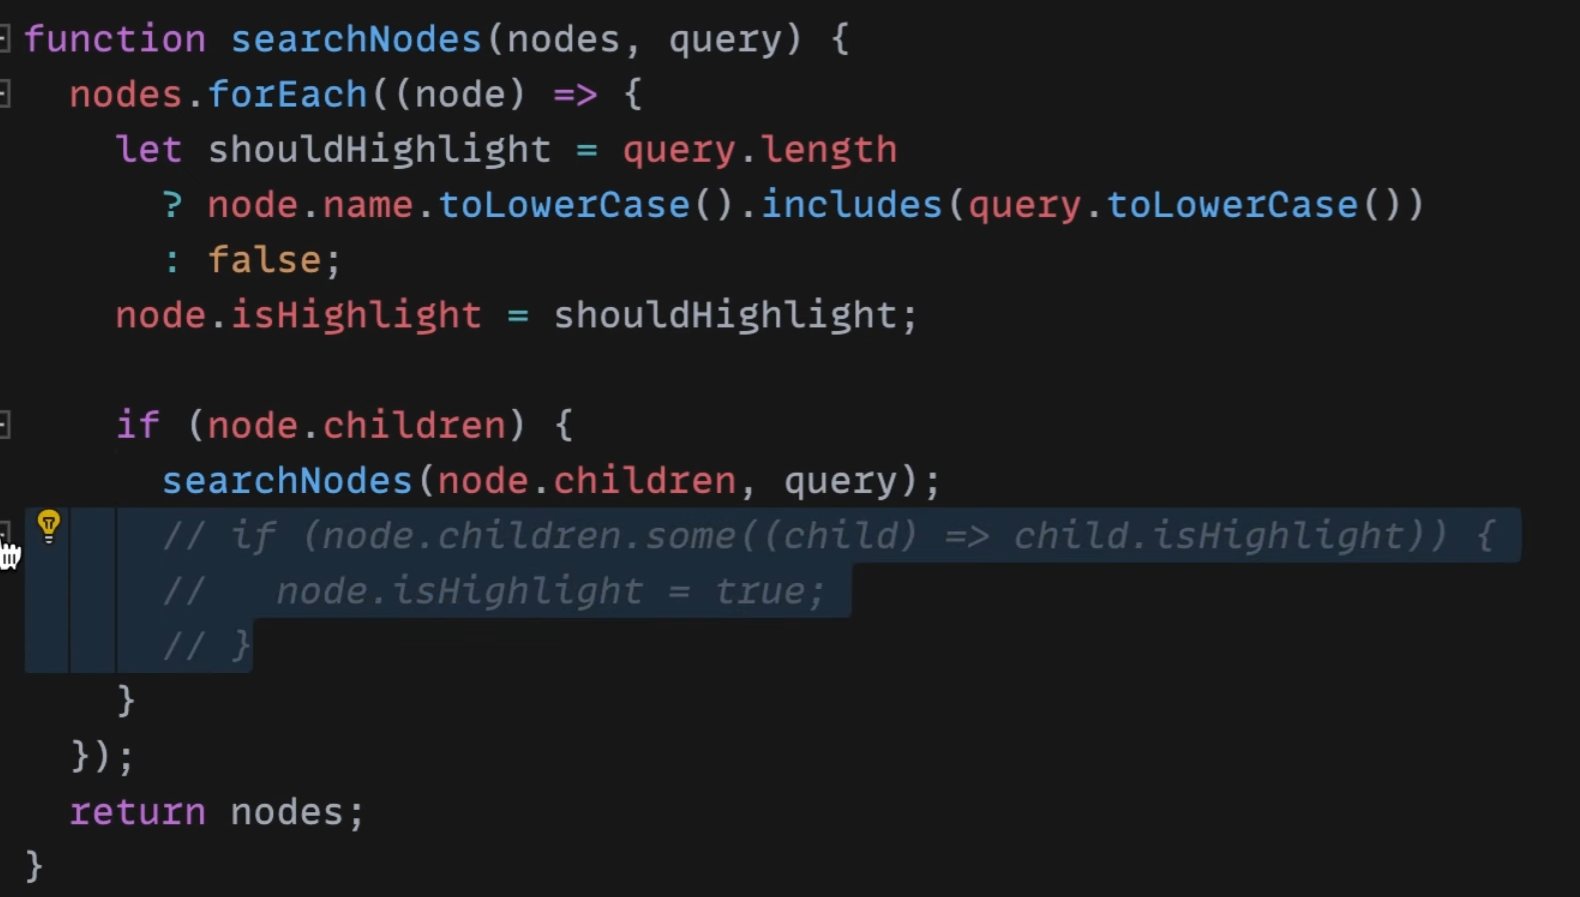 function searchNodes(nodes, query) {
  nodes.forEach((node) => {
    let shouldHighlight = query.length
      ? node.name.toLowerCase().includes(query.toLowerCase())
      : false;
    node.isHighlight = shouldHighlight;

    if (node.children) {
      searchNodes(node.children, query);
      // if (node.children.some((child) => child.isHighlight)) {
      //   node.isHighlight = true;
      // }
    }
  });
  return nodes;
}